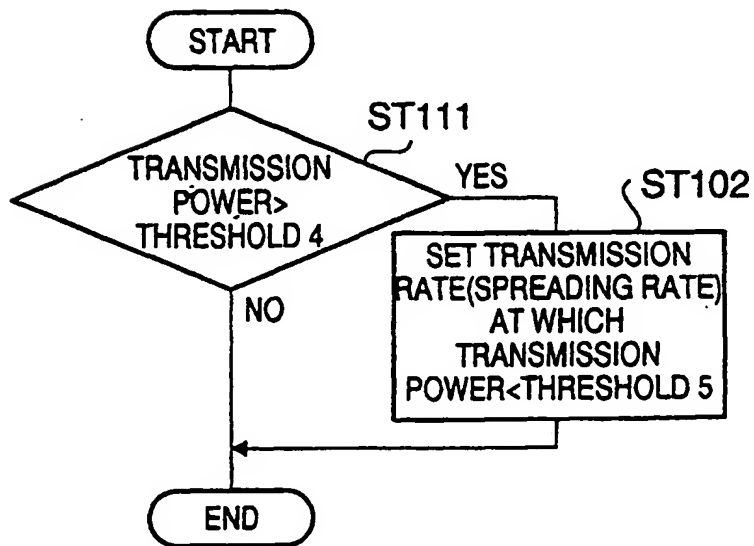 START
ST111
TRANSMISSION
POWER>
THRESHOLD 4
YES
ST102
SET TRANSMISSION
RATE(SPREADING RATE)
AT WHICH
TRANSMISSION
POWER<THRESHOLD 5
NO
END